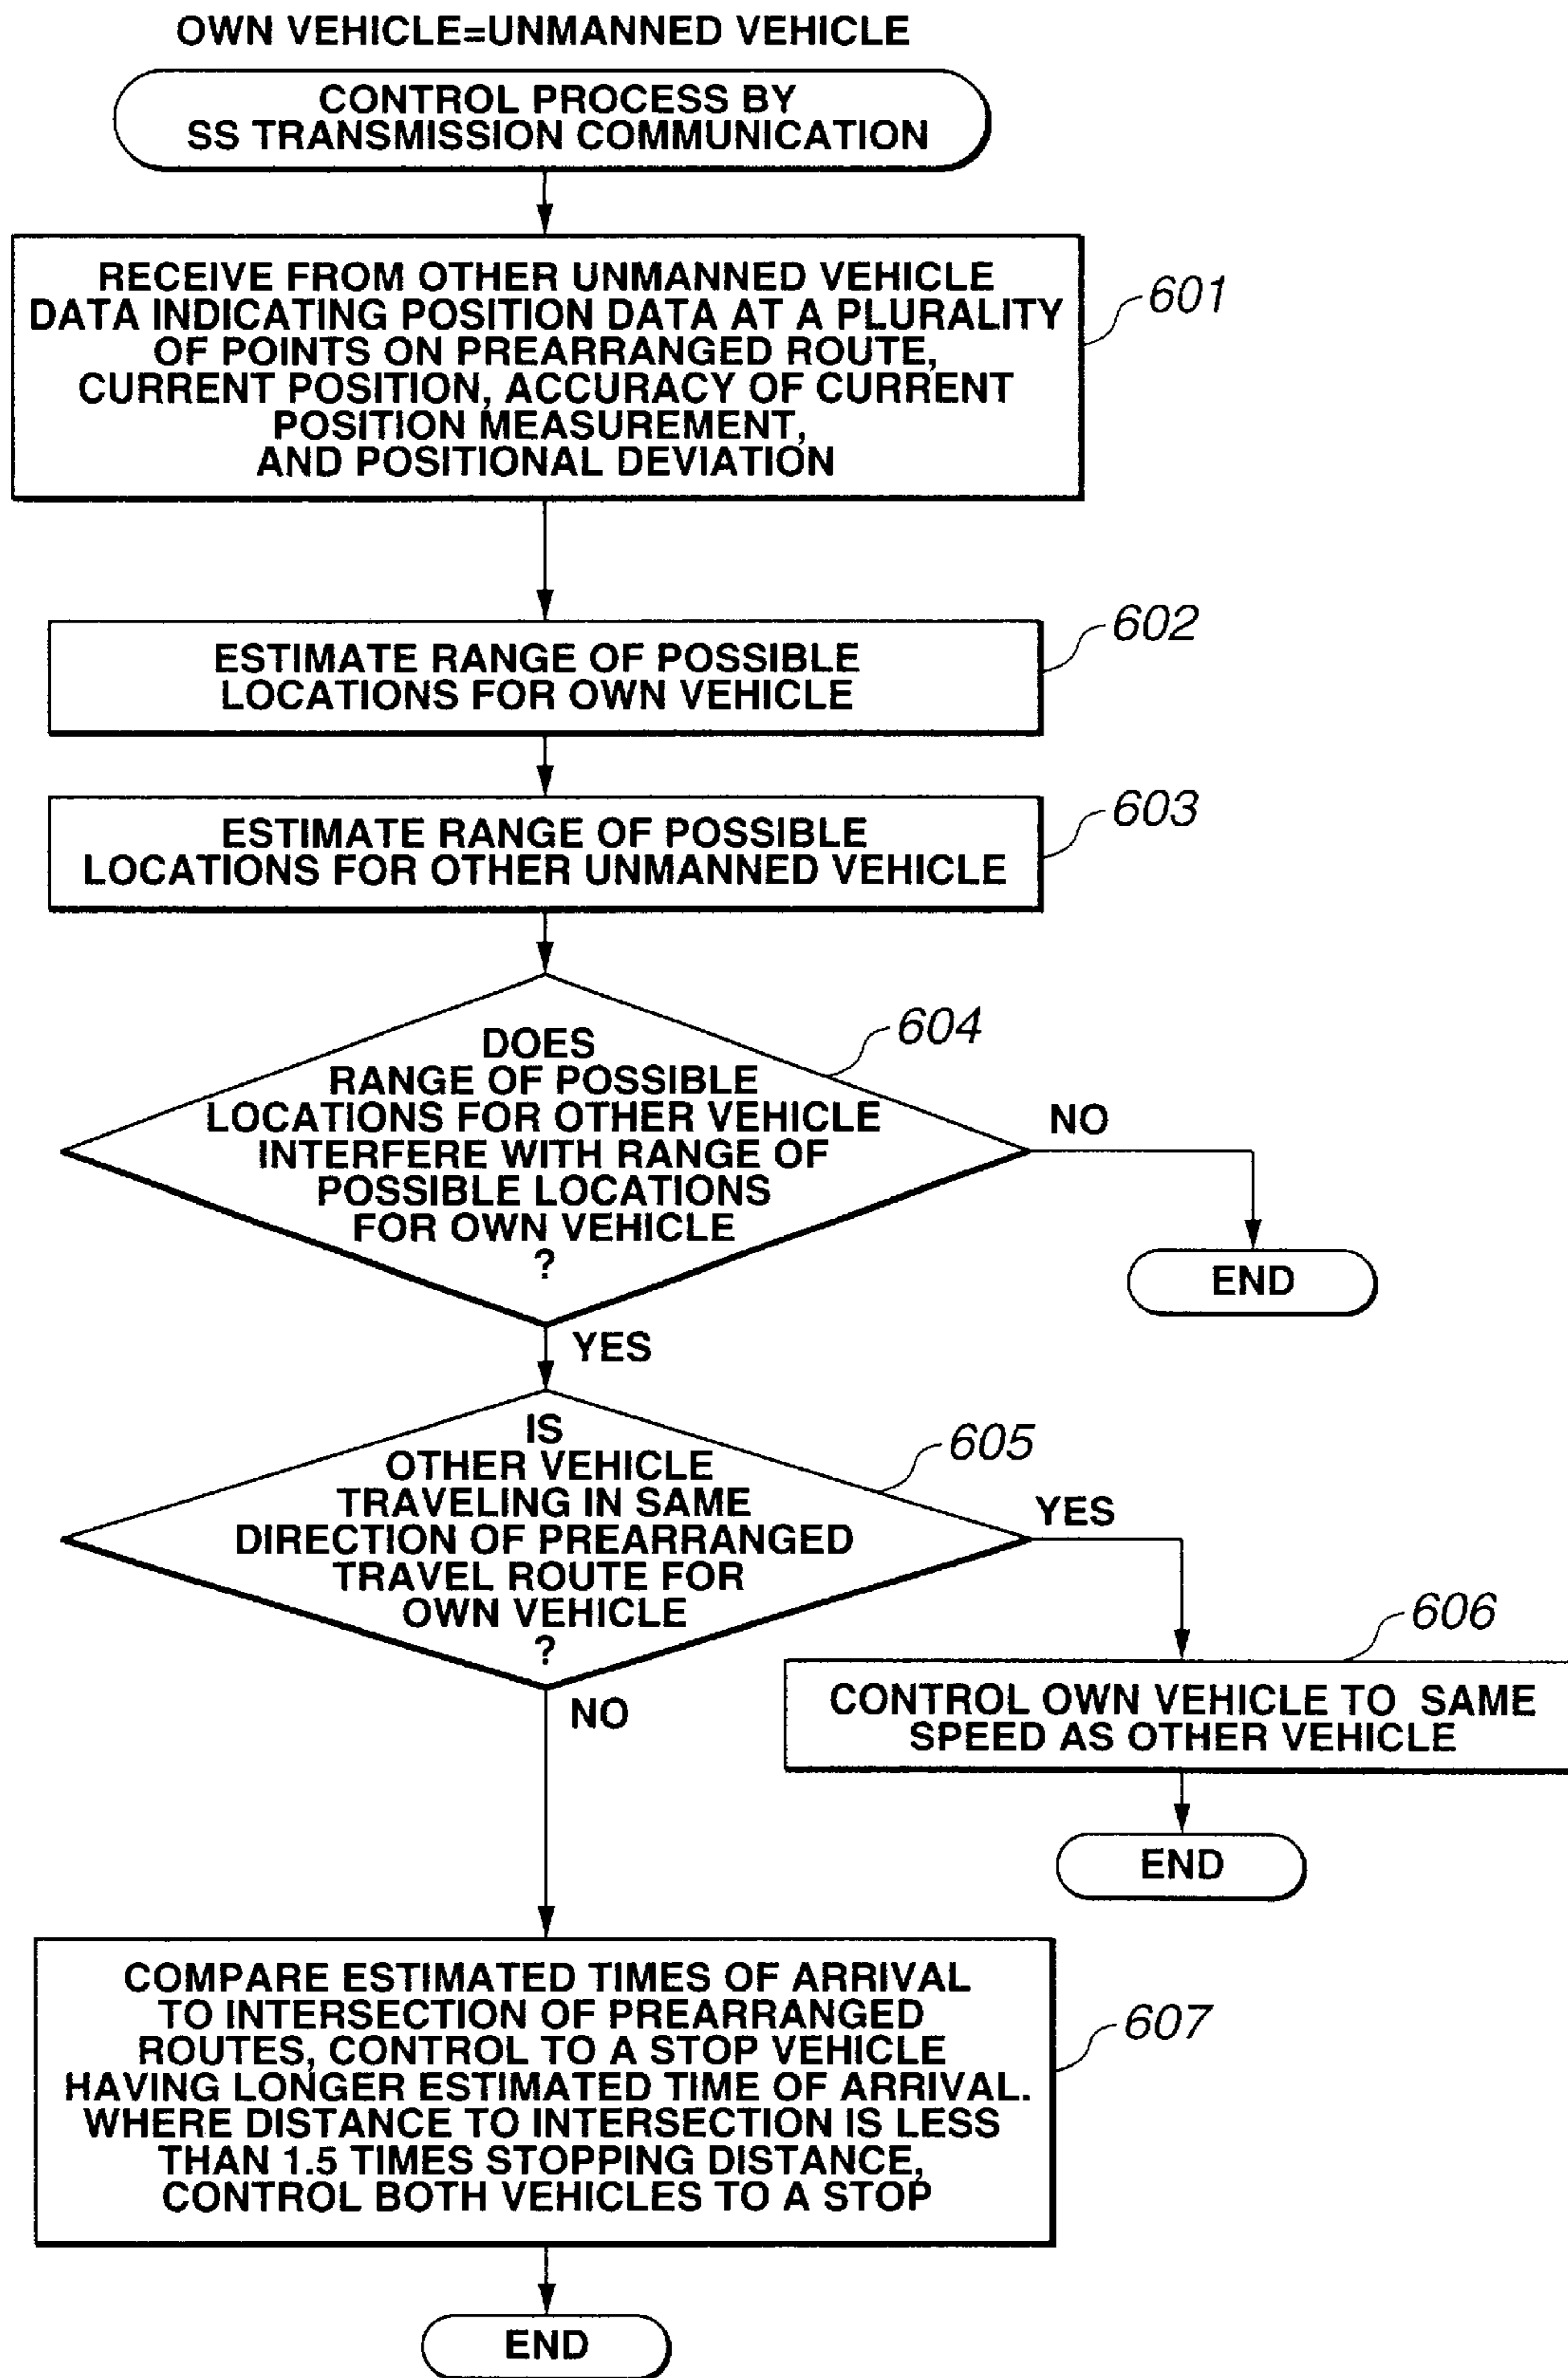 OWN VEHICLE=UNMANNED VEHICLE
CONTROL PROCESS BY
SS TRANSMISSION COMMUNICATION
RECEIVE FROM OTHER UNMANNED VEHICLE
DATA INDICATING POSITION DATA AT A PLURALITY
OF POINTS ON PREARRANGED ROUTE,
CURRENT POSITION, ACCURACY OF CURRENT
POSITION MEASUREMENT,
AND POSITIONAL DEVIATION
601
ESTIMATE RANGE OF POSSIBLE
LOCATIONS FOR OWN VEHICLE
602
ESTIMATE RANGE OF POSSIBLE
LOCATIONS FOR OTHER UNMANNED VEHICLE
603
DOES
RANGE OF POSSIBLE
LOCATIONS FOR OTHER VEHICLE
INTERFERE WITH RANGE OF
POSSIBLE LOCATIONS
FOR OWN VEHICLE
?
604
NO
END
YES
IS
OTHER VEHICLE
TRAVELING IN SAME
DIRECTION OF PREARRANGED
TRAVEL ROUTE FOR
OWN VEHICLE
?
605
YES
606
CONTROL OWN VEHICLE TO SAME
SPEED AS OTHER VEHICLE
END
NO
COMPARE ESTIMATED TIMES OF ARRIVAL
TO INTERSECTION OF PREARRANGED
ROUTES, CONTROL TO A STOP VEHICLE
HAVING LONGER ESTIMATED TIME OF ARRIVAL.
WHERE DISTANCE TO INTERSECTION IS LESS
THAN 1.5 TIMES STOPPING DISTANCE,
CONTROL BOTH VEHICLES TO A STOP
607
END